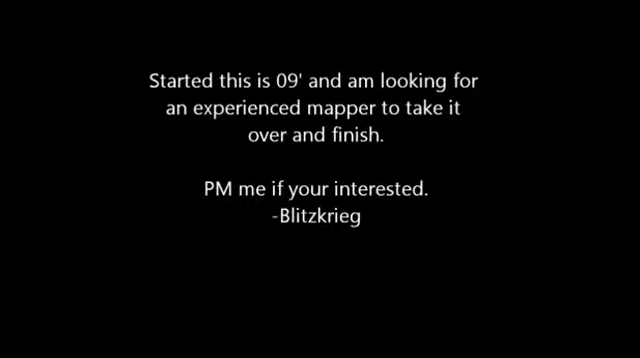 Started this is 09' and am looking for
an experienced mapper to take it
over and finish.
PM me if your interested.
-Blitzkrieg